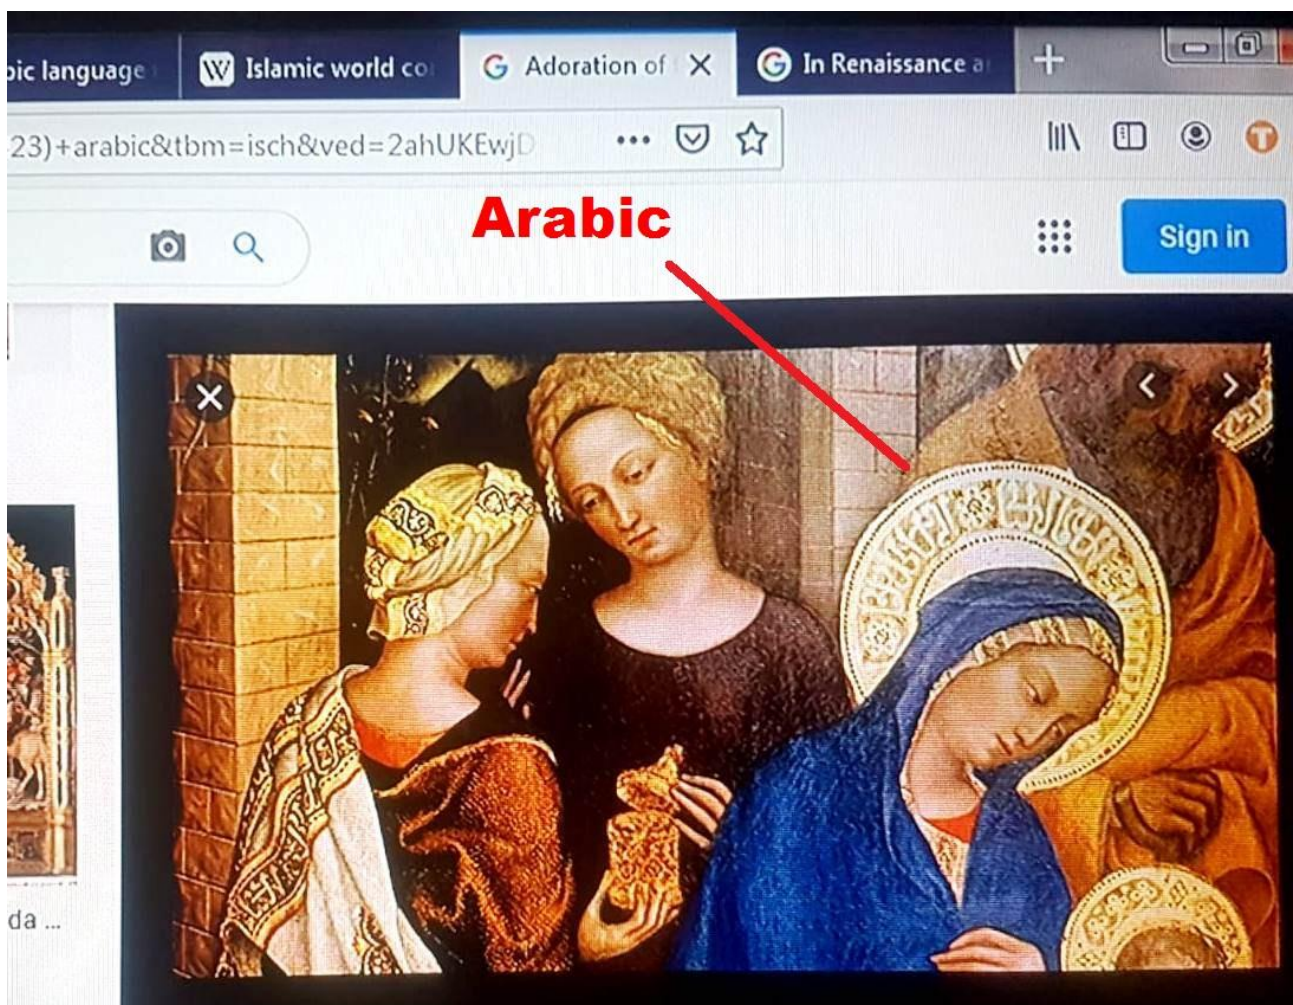 bic language
Islamic world co
Adoration of
In Renaissance a
23)+arabic&tbm=isch&ved=2ahUKEwjD
Arabic
Sign in
da ...